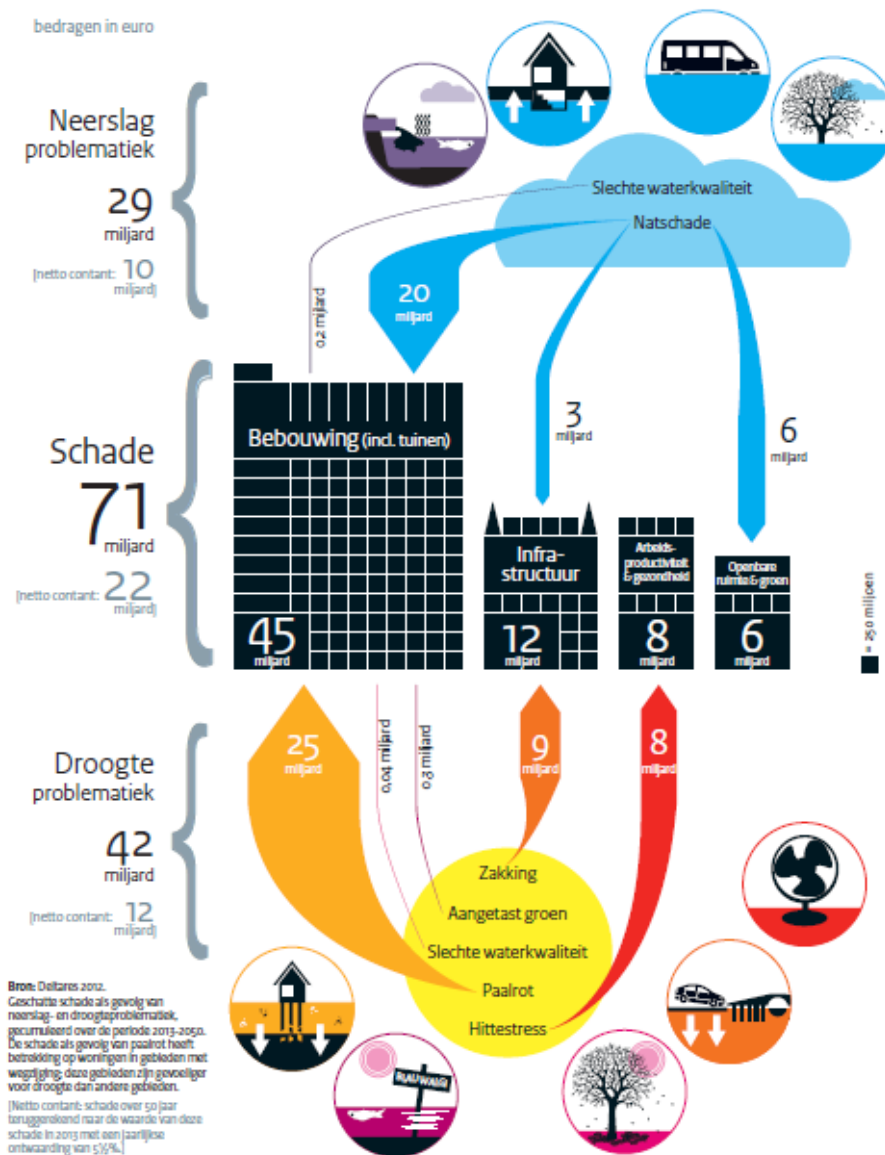 bedragen in euro
Neerslag
problematiek
29
miljard
[netto contant: 10
miljard]
Slechte waterkwaliteit
Natschade
0,2 miljard
20
miljard
3
miljard
6
miljard
Schade
71
miljard
[netto contant: 22
miljard]
Bebouwing (incl. tuinen)
45
miljard
Infra-
structuur
12
miljard
Arbeids-
productiviteit
& gezondheid
8
miljard
Openbare
ruimte & groen
6
miljard
= 250 miljoen
Droogte
problematiek
42
miljard
[netto contant: 12
miljard]
25
miljard
0,04 miljard
0,3 miljard
9
miljard
8
miljard
Zakking
Aangetast groen
Slechte waterkwaliteit
Paalrot
Hittestress
BLAUWALG
Bron: Deltares 2012.
Geschatte schade als gevolg van
neerslag- en droogteproblematiek,
gecumuleerd over de periode 2013-2050.
De schade als gevolg van paalrot heeft
betrekking op woningen in gebieden met
wegzijging; deze gebieden zijn gevoeliger
voor droogte dan andere gebieden.
[Netto contant: schade over 50 jaar
teruggerekend naar de waarde van deze
schade in 2013 met een jaarlijkse
ontwaarding van 5½%.]